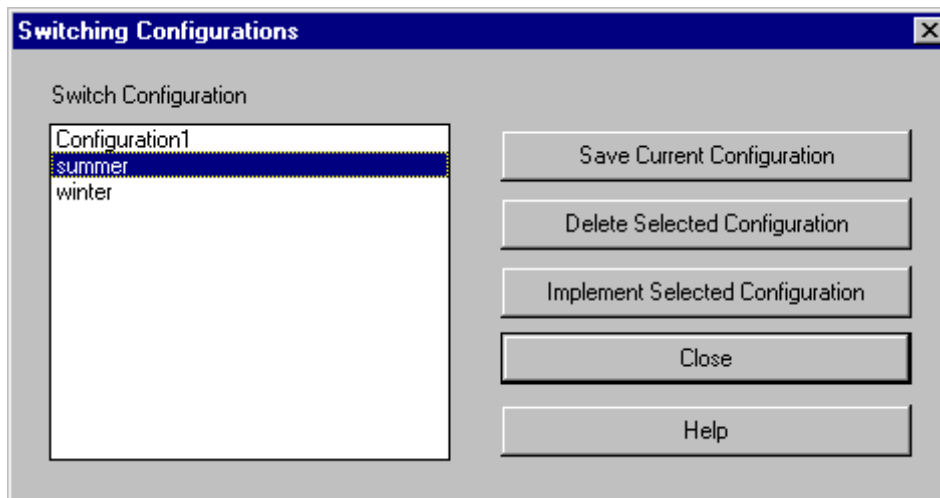 Switching Configurations
Switch Configuration
Configuration1
summer
winter
Save Current Configuration
Delete Selected Configuration
Implement Selected Configuration
Close
Help